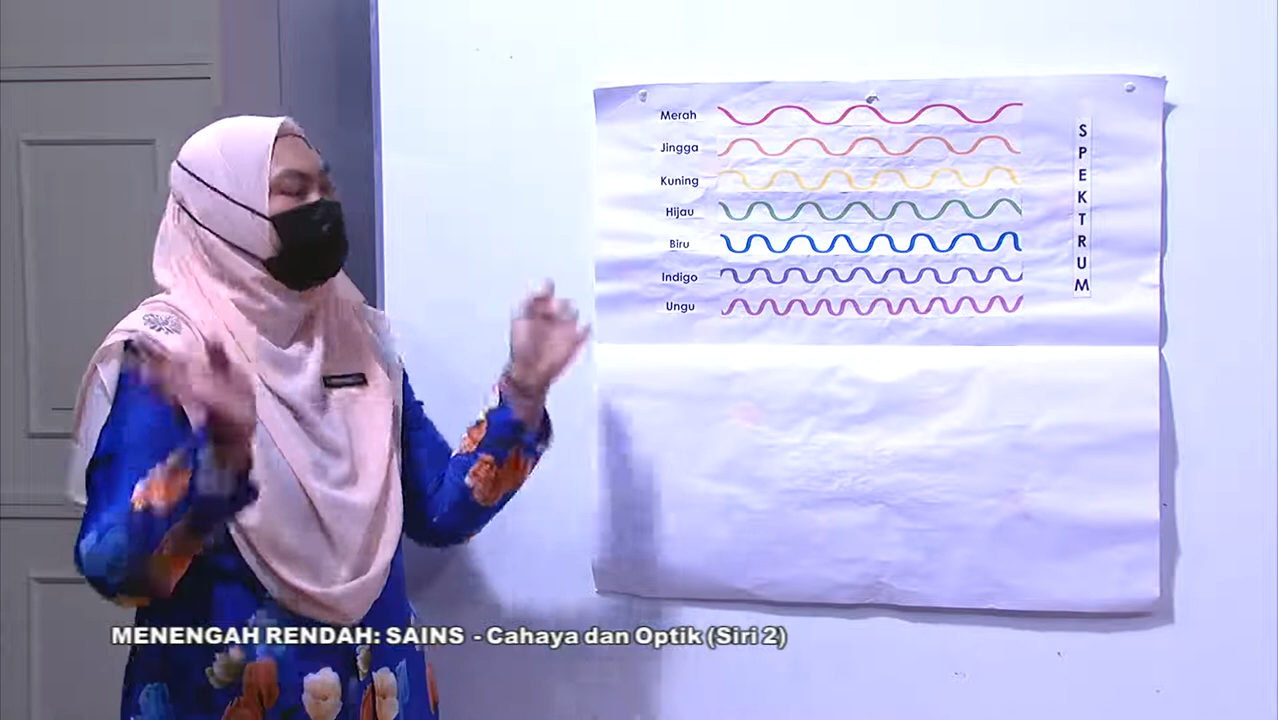 Merah
Jingga
Kuning
Hijau
Biru
Indigo
Ungu
SPEKTRUM
MENENGAH RENDAH: SAINS - Cahaya dan Optik (Siri 2)